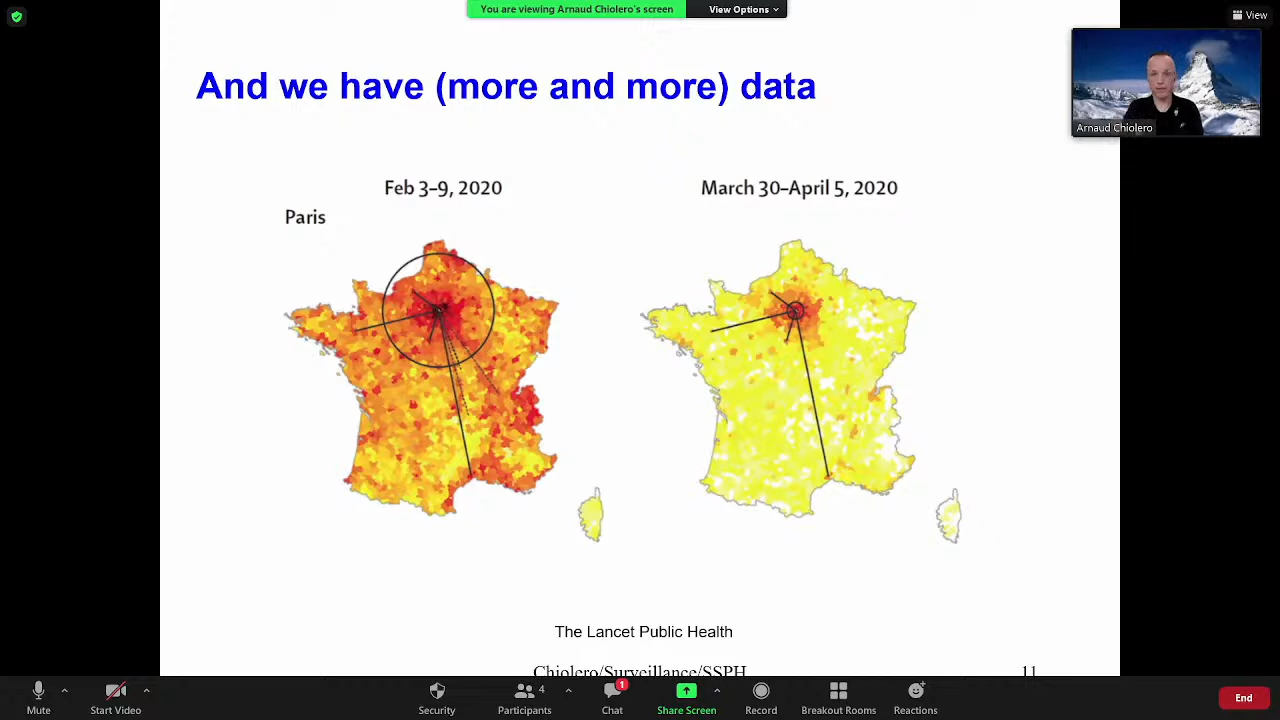 You are viewing Arnaud Chiolero's screen
View Options
View
And we have (more and more) data
Arnaud Chiolero
Feb 3–9, 2020
March 30–April 5, 2020
Paris
The Lancet Public Health
Chiolero/Surveillance/SSPH
11
Mute
Start Video
Security
4
Participants
1
Chat
Share Screen
Record
Breakout Rooms
Reactions
End